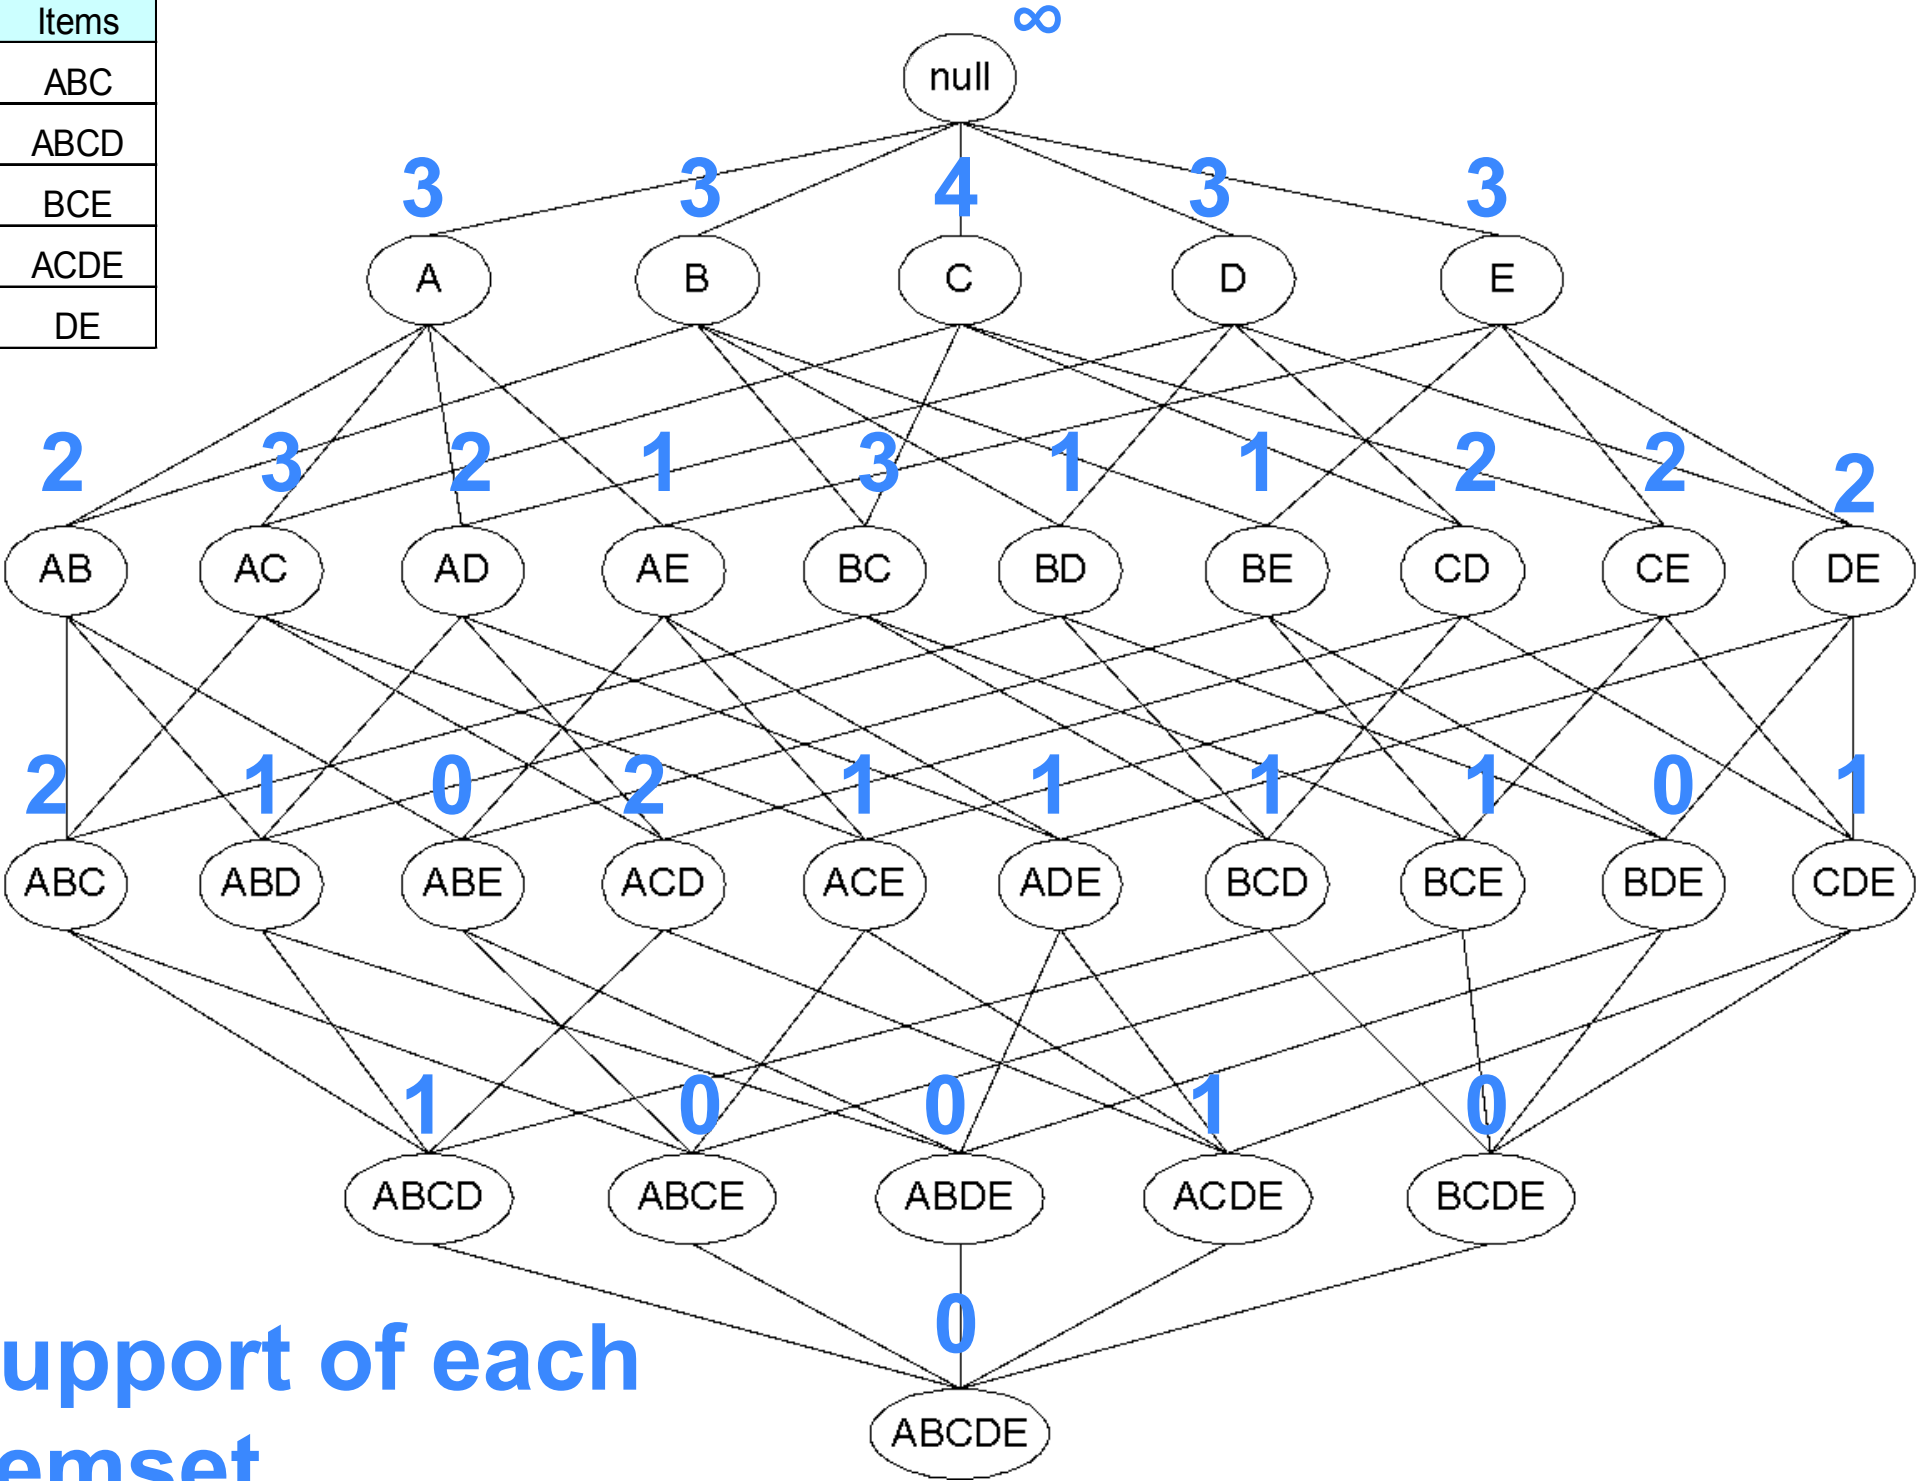 Items
ABC
ABCD
BCE
ACDE
DE
∞
null
3 3 4 3 3
A B C D E
2 3 2 1 3 1 1 2 2 2
AB AC AD AE BC BD BE CD CE DE
2 1 0 2 1 1 1 1 0 1
ABC ABD ABE ACD ACE ADE BCD BCE BDE CDE
1 0 0 1 0
ABCD ABCE ABDE ACDE BCDE
0
ABCDE
upport of each
emset